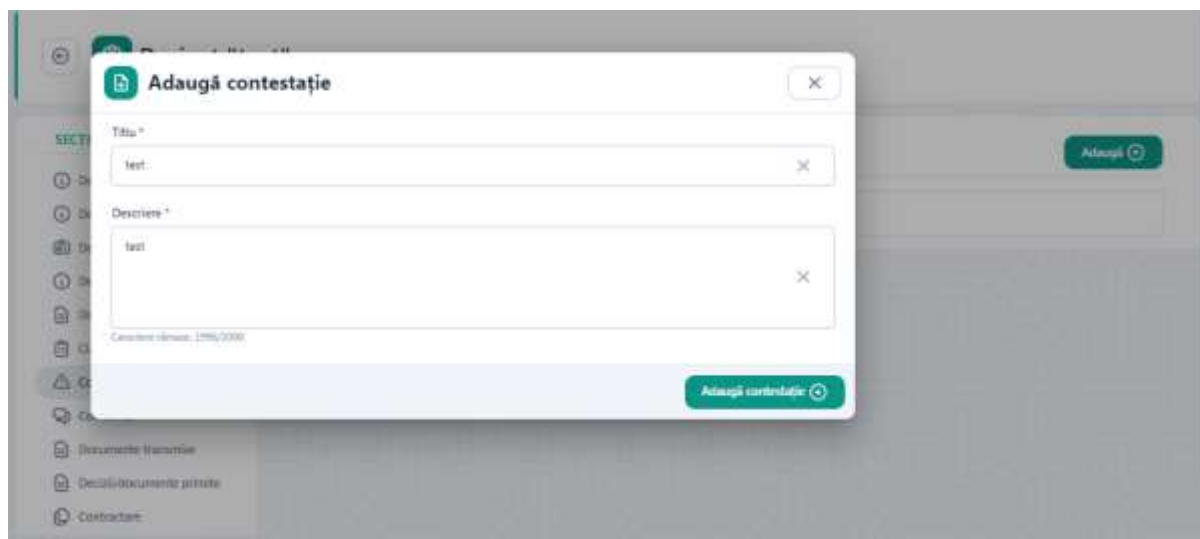 Adaugă contestație
Titlu *
test
Descriere *
test
Caractere rămase: 1996/2000
Adaugă contestație
SECȚ
Adaugă
Documente transmise
Decizii/documente primite
Contractare